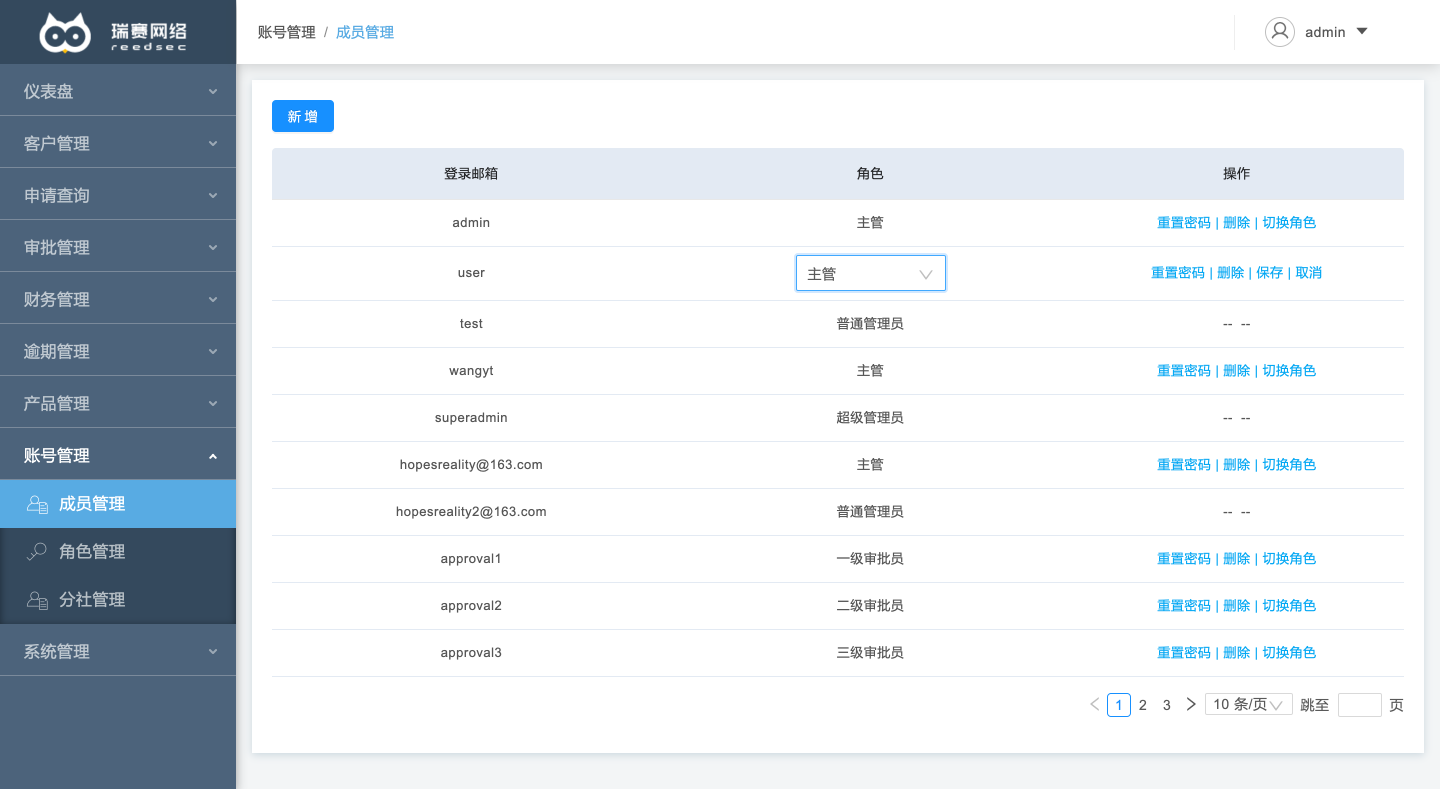 瑞赛网络
reedsec
账号管理 / 成员管理
admin
仪表盘
客户管理
申请查询
审批管理
财务管理
逾期管理
产品管理
账号管理
成员管理
角色管理
分社管理
系统管理
新 增
登录邮箱 角色 操作
admin 主管 重置密码 | 删除 | 切换角色
user 主管 重置密码 | 删除 | 保存 | 取消
test 普通管理员 -- --
wangyt 主管 重置密码 | 删除 | 切换角色
superadmin 超级管理员 -- --
hopesreality@163.com 主管 重置密码 | 删除 | 切换角色
hopesreality2@163.com 普通管理员 -- --
approval1 一级审批员 重置密码 | 删除 | 切换角色
approval2 二级审批员 重置密码 | 删除 | 切换角色
approval3 三级审批员 重置密码 | 删除 | 切换角色
1 2 3 10 条/页 跳至 页